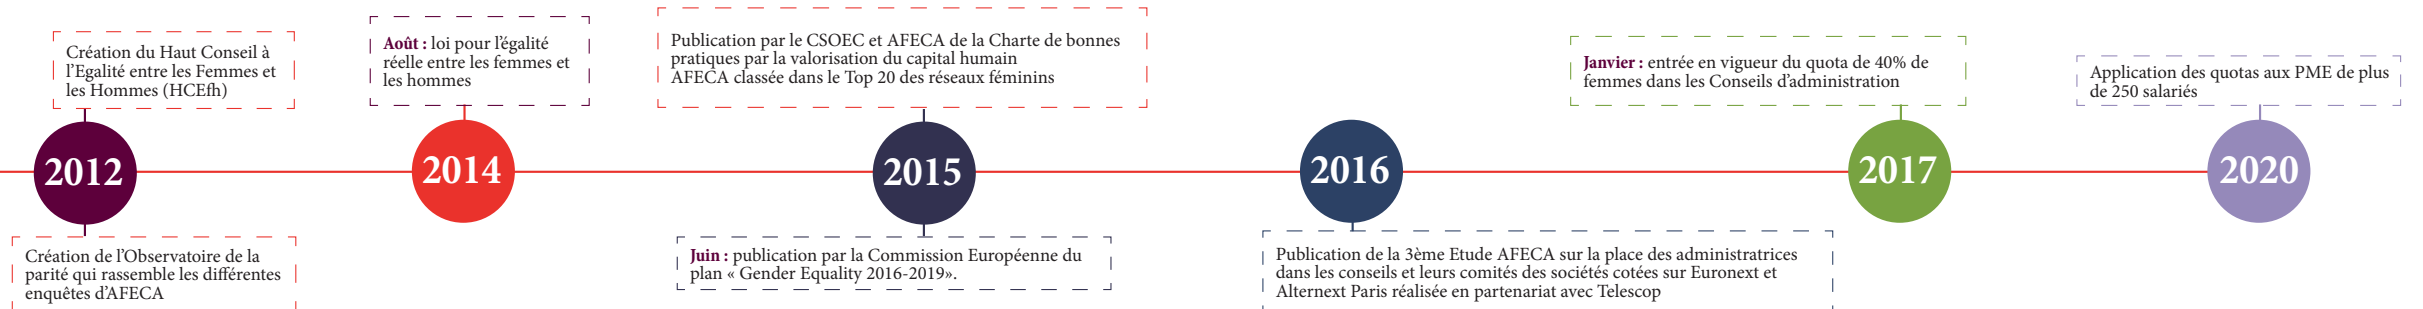 Création du Haut Conseil à
l'Egalité entre les Femmes et
les Hommes (HCEfh)
2012
Création de l'Observatoire de la
parité qui rassemble les différentes
enquêtes d'AFECA
Août : loi pour l'égalité
réelle entre les femmes et
les hommes
2014
Publication par le CSOEC et AFECA de la Charte de bonnes
pratiques par la valorisation du capital humain
AFECA classée dans le Top 20 des réseaux féminins
2015
Juin : publication par la Commission Européenne du
plan « Gender Equality 2016-2019».
2016
Publication de la 3ème Etude AFECA sur la place des administratrices
dans les conseils et leurs comités des sociétés cotées sur Euronext et
Alternext Paris réalisée en partenariat avec Telescop
Janvier : entrée en vigueur du quota de 40% de
femmes dans les Conseils d'administration
2017
Application des quotas aux PME de plus
de 250 salariés
2020